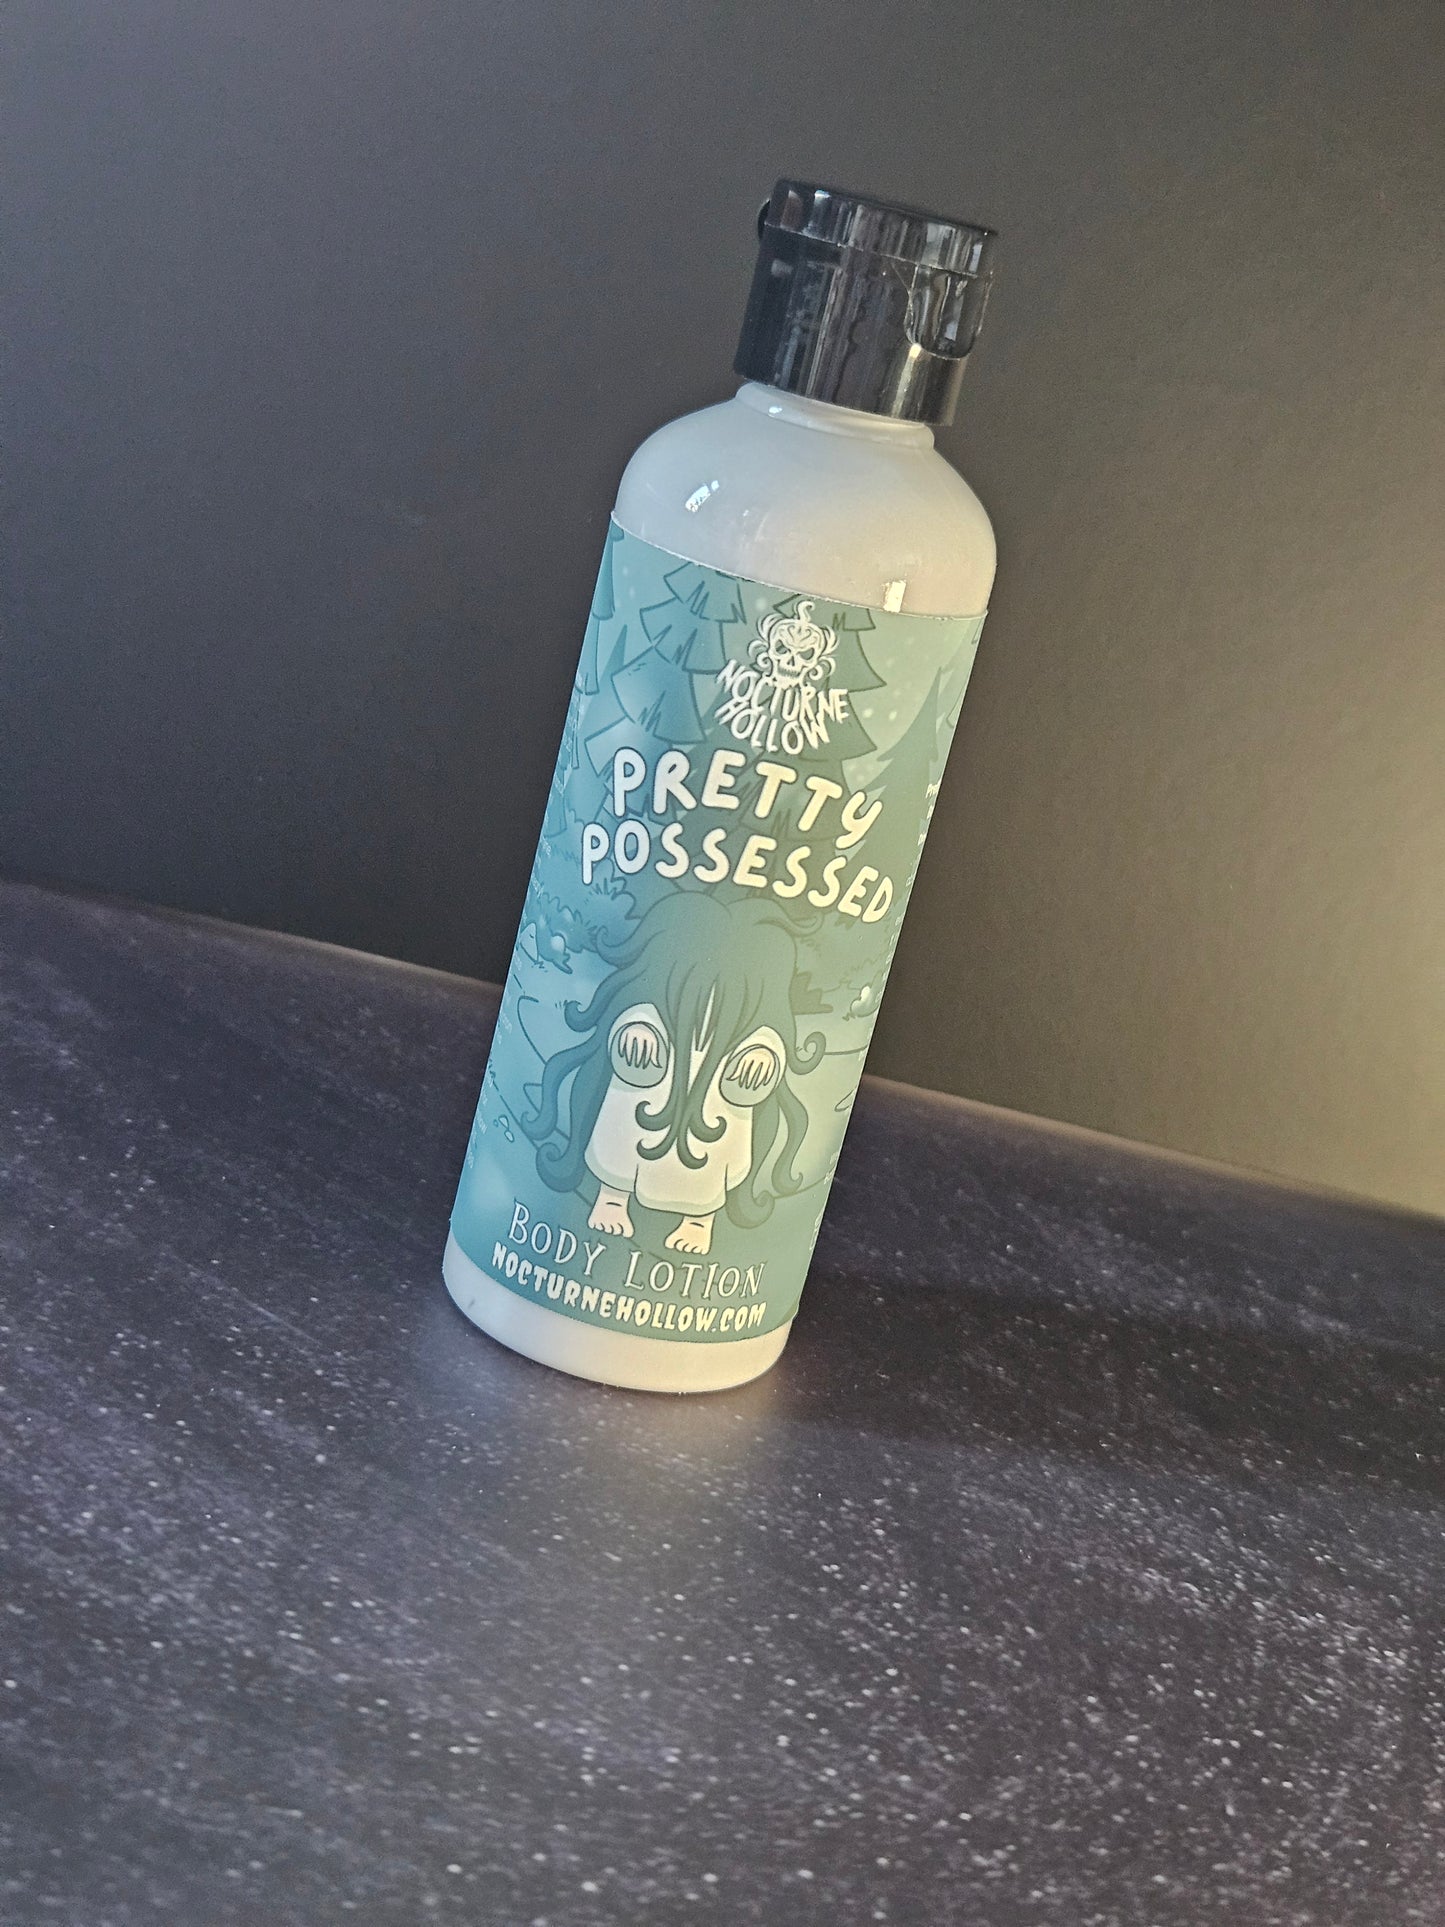 NOCTURNE
HOLLOW
PRETTY
POSSESSED
BODY LOTION
NOCTURNEHOLLOW.COM